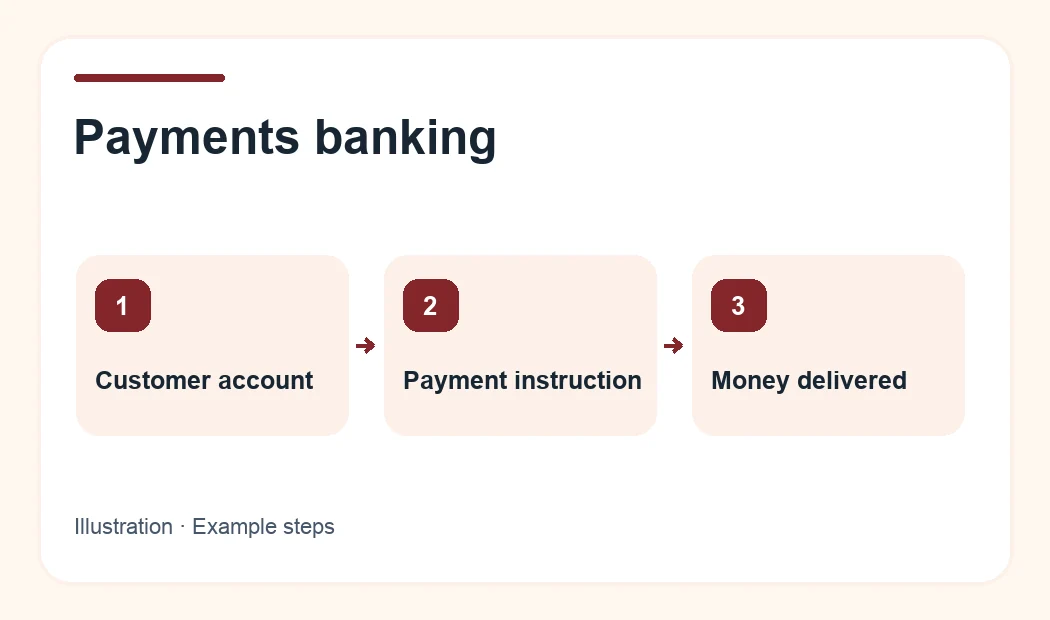 Payments banking
1
Customer account
2
Payment instruction
3
Money delivered
Illustration · Example steps